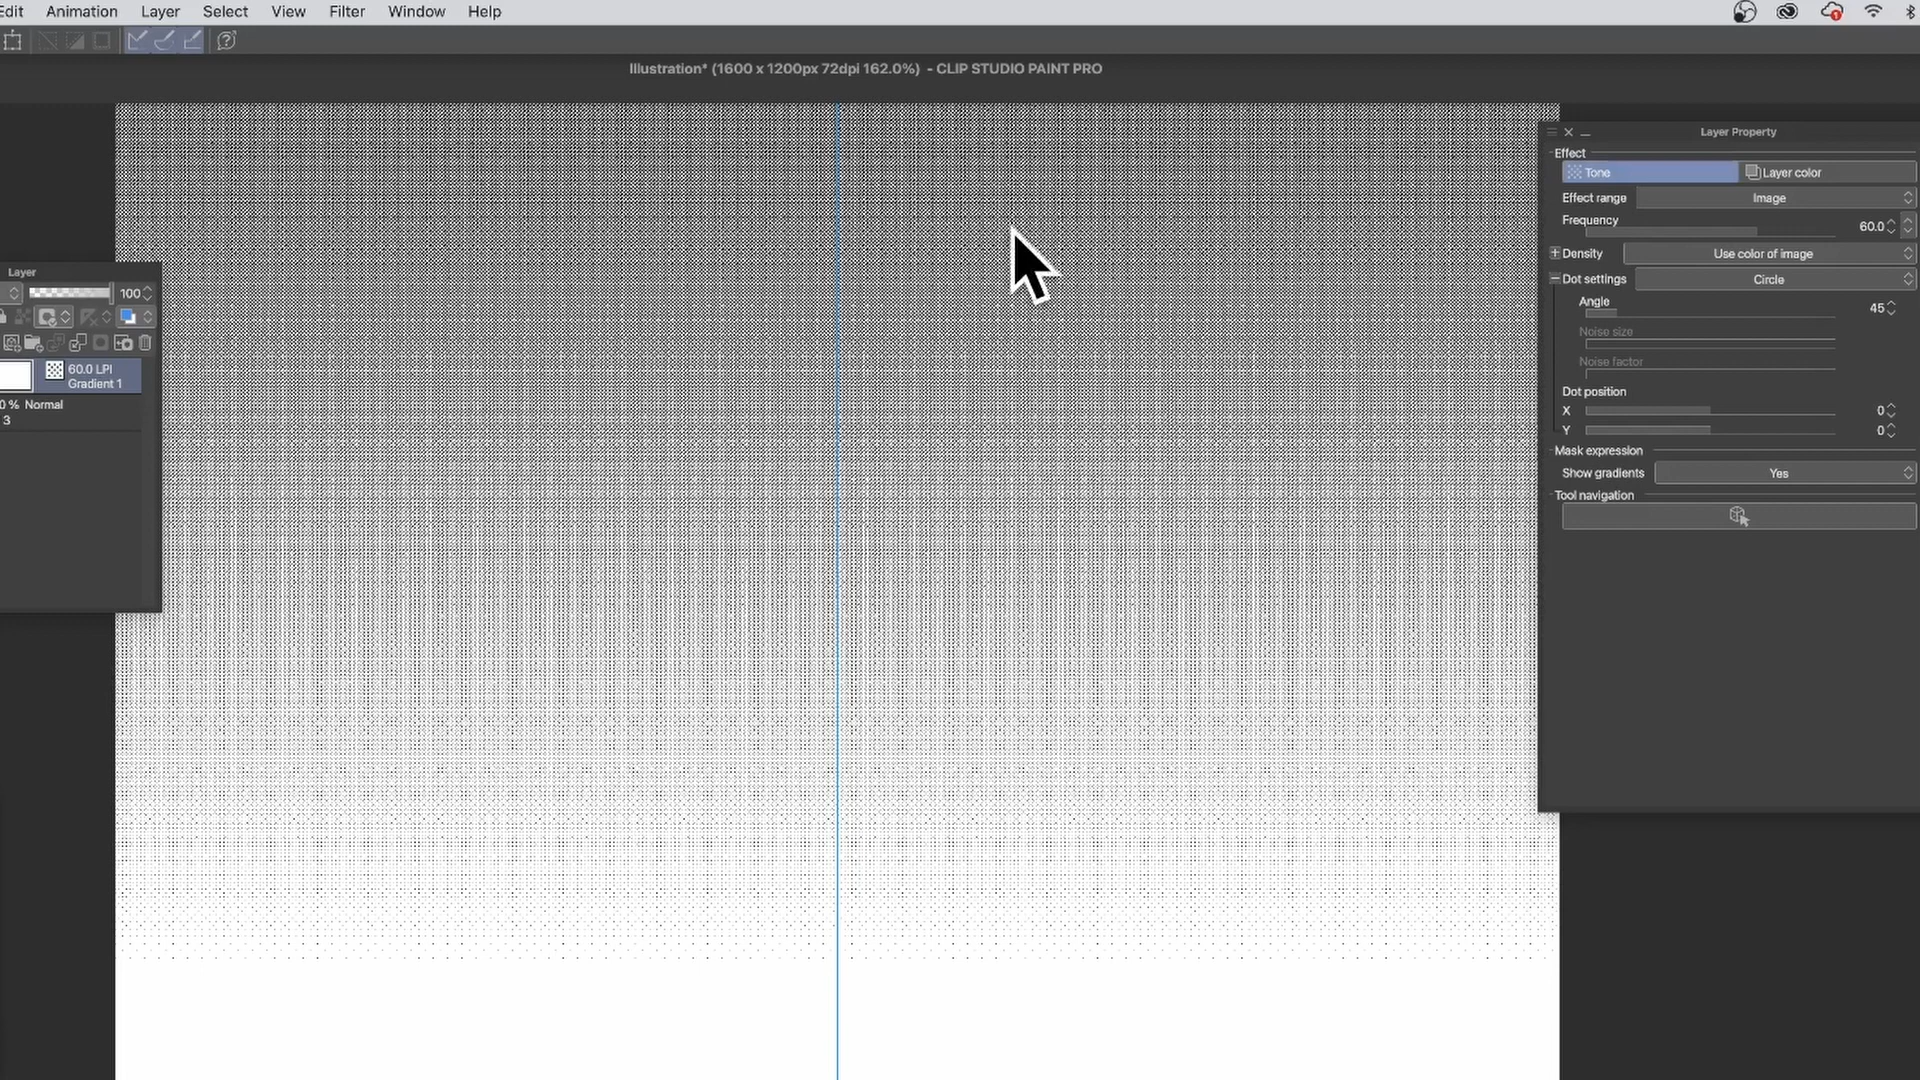 Edit Animation Layer Select View Filter Window Help
Illustration* (1600 x 1200px 72dpi 162.0%) - CLIP STUDIO PAINT PRO
Layer
100
60.0 LPI
Gradient 1
0 % Normal
3
Layer Property
Effect
Tone Layer color
Effect range Image
Frequency 60.0
Density Use color of image
Dot settings Circle
Angle 45
Noise size
Noise factor
Dot position
X 0
Y 0
Mask expression
Show gradients Yes
Tool navigation